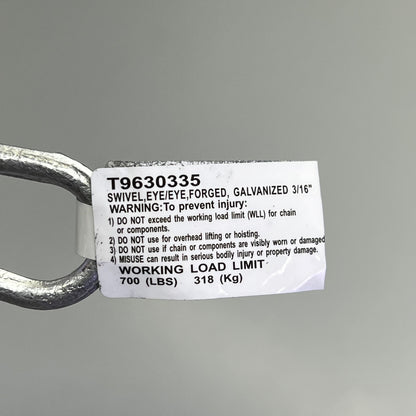 T9630335
SWIVEL,EYE/EYE,FORGED, GALVANIZED 3/16"
WARNING:To prevent injury:
1) DO NOT exceed the working load limit (WLL) for chain
or components.
2) DO NOT use for overhead lifting or hoisting.
3) DO NOT use if chain or components are visibly worn or damaged
4) MISUSE can result in serious bodily injury or property damage.
WORKING LOAD LIMIT
700 (LBS) 318 (Kg)